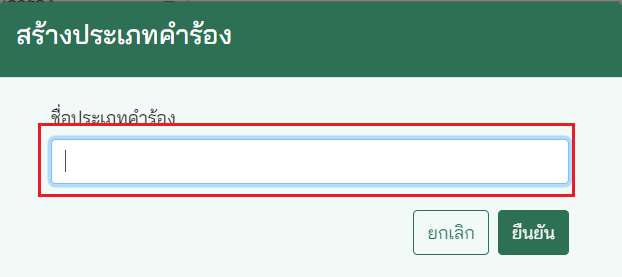 สร้างประเภทคำร้อง
ชื่อประเภทคำร้อง
ยกเลิก ยืนยัน